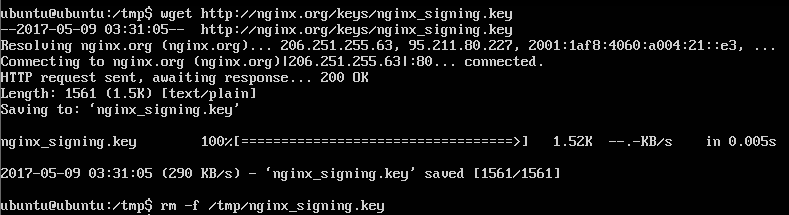 ubuntu@ubuntu:/tmp$ wget http://nginx.org/keys/nginx_signing.key
--2017-05-09 03:31:05--  http://nginx.org/keys/nginx_signing.key
Resolving nginx.org (nginx.org)... 206.251.255.63, 95.211.80.227, 2001:1af8:4060:a004:21::e3, ...
Connecting to nginx.org (nginx.org)|206.251.255.63|:80... connected.
HTTP request sent, awaiting response... 200 OK
Length: 1561 (1.5K) [text/plain]
Saving to: ‘nginx_signing.key’
nginx_signing.key       100%[==================================>]   1.52K  --.-KB/s    in 0.005s
2017-05-09 03:31:05 (290 KB/s) - ‘nginx_signing.key’ saved [1561/1561]
ubuntu@ubuntu:/tmp$ rm -f /tmp/nginx_signing.key